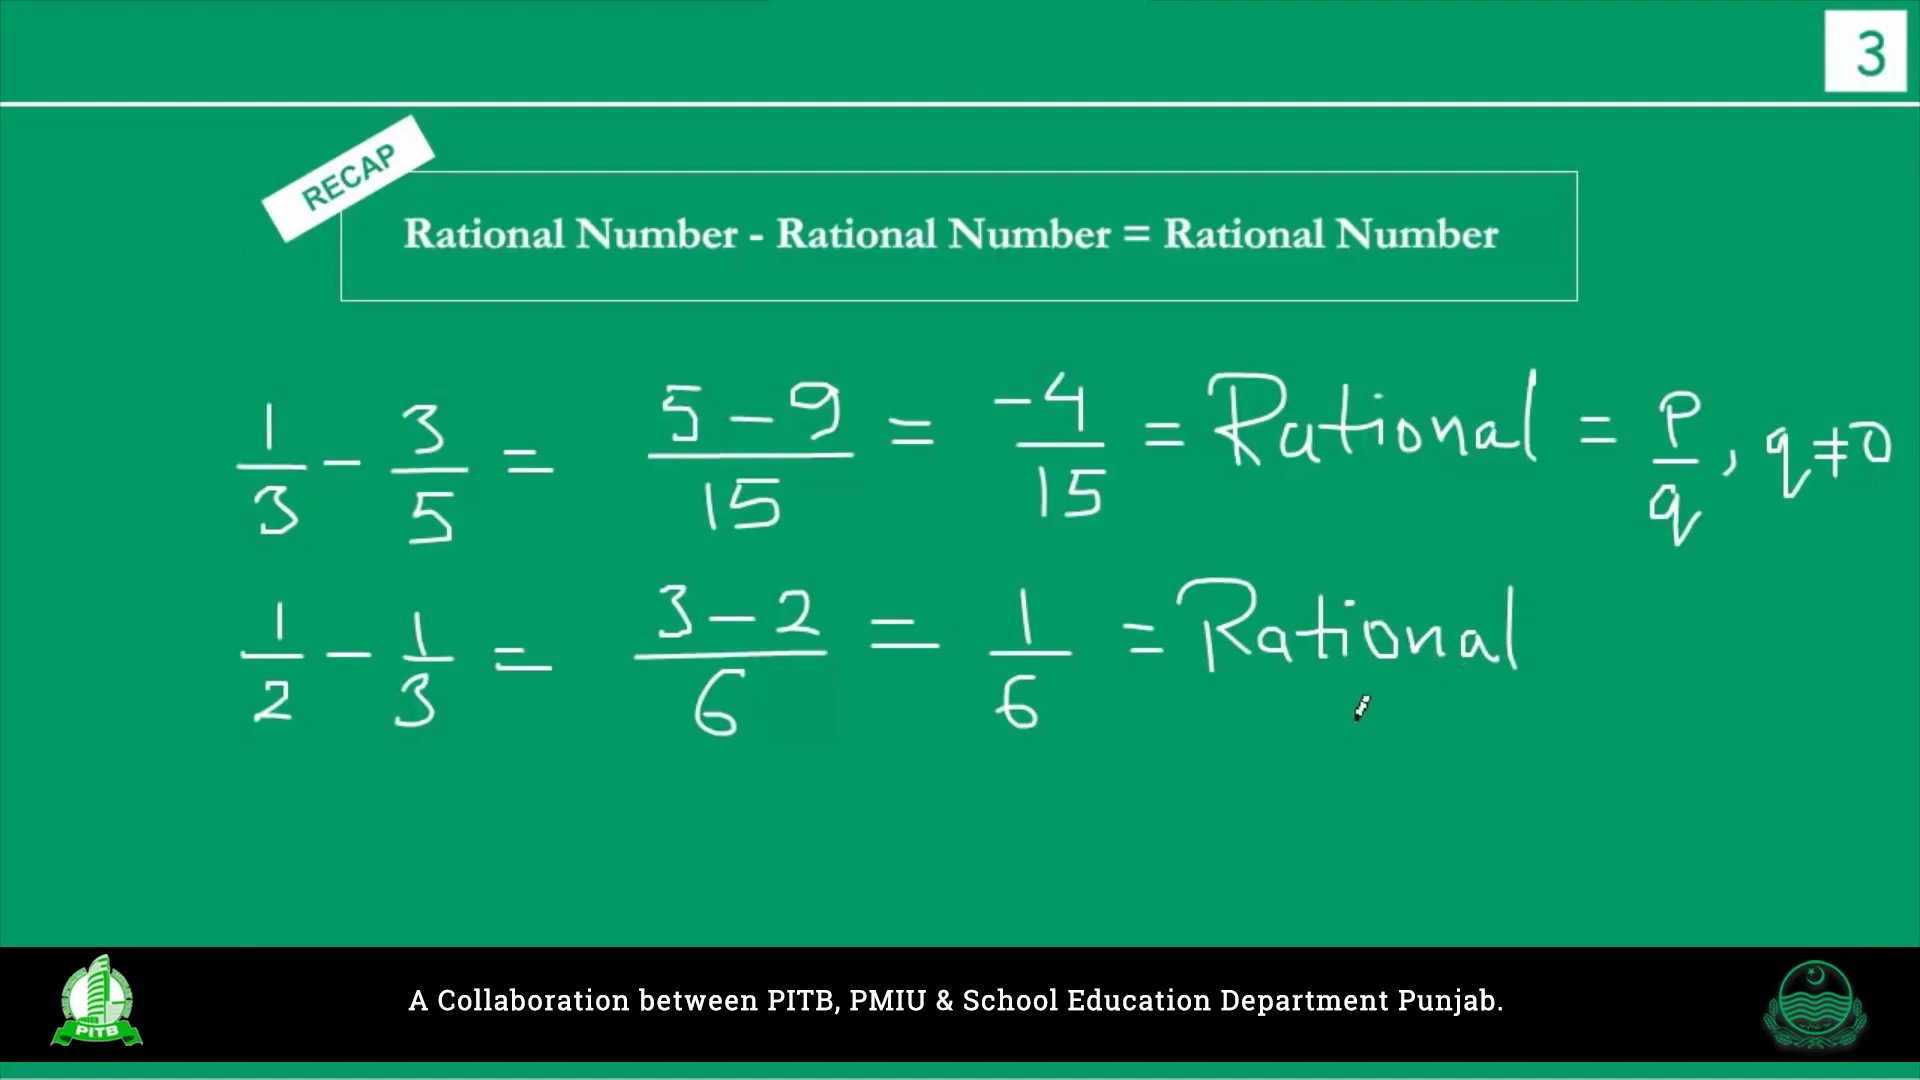 3
RECAP
Rational Number - Rational Number = Rational Number
1/3 - 3/5 = (5-9)/15 = -4/15 = Rational = p/q, q≠0
1/2 - 1/3 = (3-2)/6 = 1/6 = Rational
PITB
A Collaboration between PITB, PMIU & School Education Department Punjab.